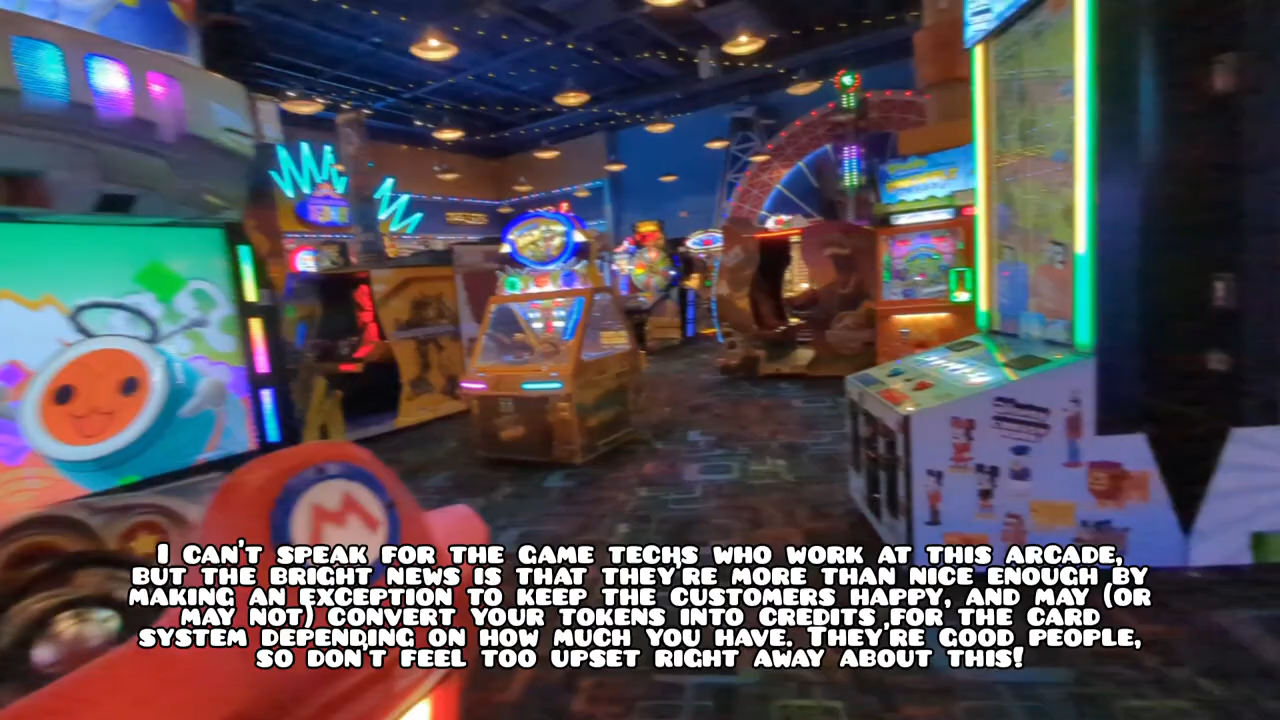 I CAN'T SPEAK FOR THE GAME TECHS WHO WORK AT THIS ARCADE,
BUT THE BRIGHT NEWS IS THAT THEY'RE MORE THAN NICE ENOUGH BY
MAKING AN EXCEPTION TO KEEP THE CUSTOMERS HAPPY, AND MAY (OR
MAY NOT) CONVERT YOUR TOKENS INTO CREDITS FOR THE CARD
SYSTEM DEPENDING ON HOW MUCH YOU HAVE. THEY'RE GOOD PEOPLE,
SO DON'T FEEL TOO UPSET RIGHT AWAY ABOUT THIS!
M